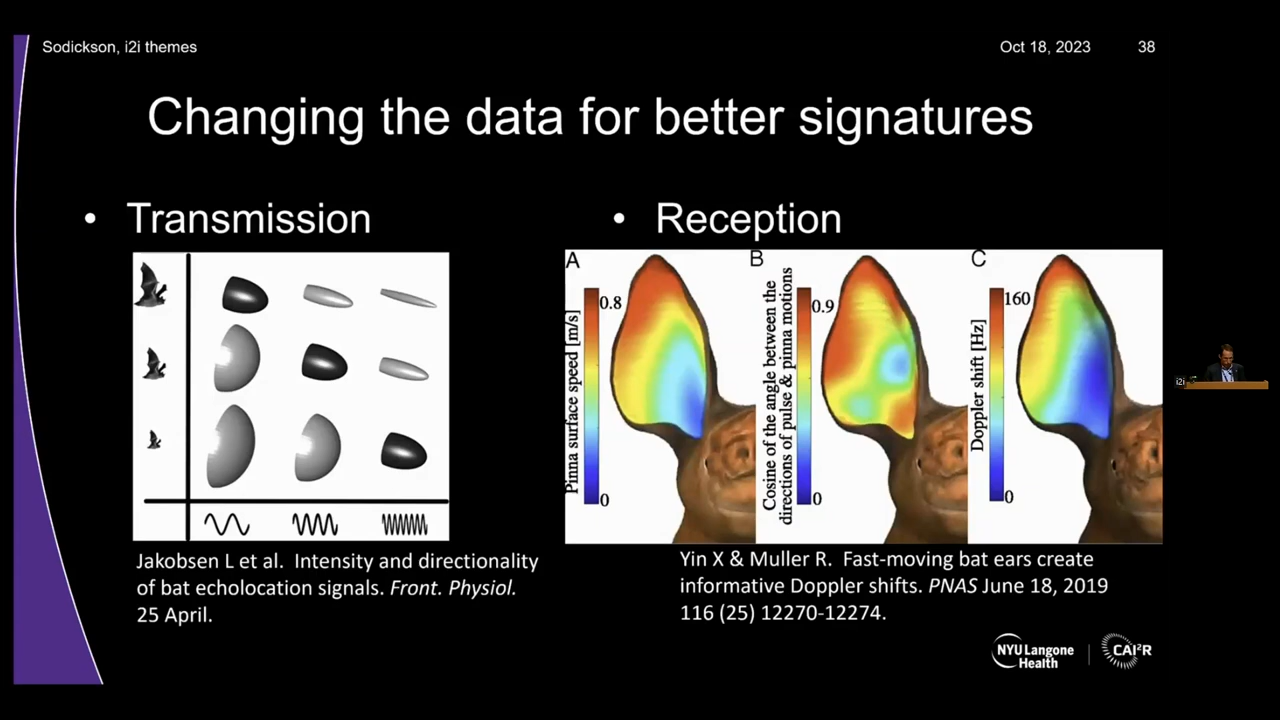 Sodickson, i2i themes
Oct 18, 2023
38
Changing the data for better signatures
• Transmission
• Reception
A
Pinna surface speed [m/s]
0.8
0
B
Cosine of the angle between the
directions of pulse & pinna motions
0.9
0
C
Doppler shift [Hz]
160
0
Jakobsen L et al. Intensity and directionality
of bat echolocation signals. Front. Physiol.
25 April.
Yin X & Muller R. Fast-moving bat ears create
informative Doppler shifts. PNAS June 18, 2019
116 (25) 12270-12274.
NYU Langone
Health
CAI²R
i2i